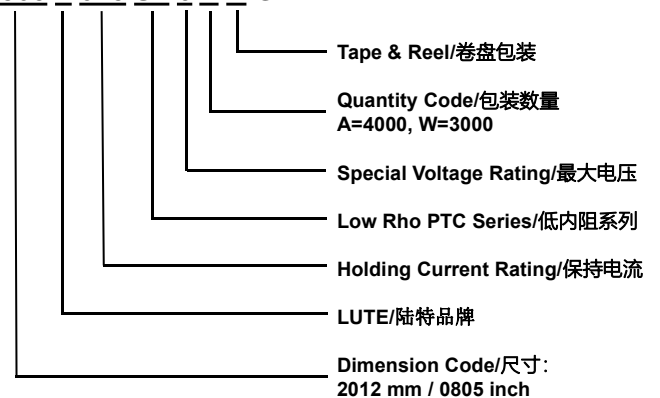 Tape & Reel/卷盘包装
Quantity Code/包装数量
A=4000, W=3000
Special Voltage Rating/最大电压
Low Rho PTC Series/低内阻系列
Holding Current Rating/保持电流
LUTE/陆特品牌
Dimension Code/尺寸:
2012 mm / 0805 inch